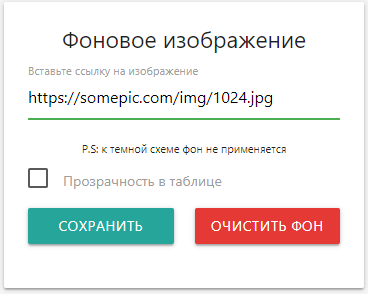 Фоновое изображение
Вставьте ссылку на изображение
https://somepic.com/img/1024.jpg
P.S: к темной схеме фон не применяется
Прозрачность в таблице
СОХРАНИТЬ
ОЧИСТИТЬ ФОН